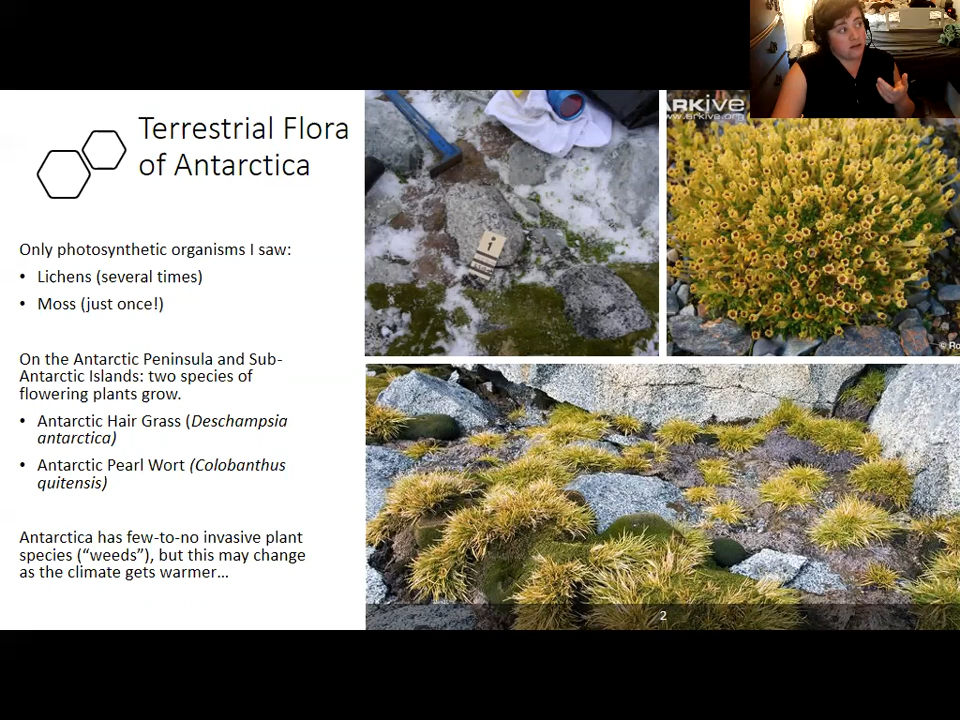 Terrestrial Flora
of Antarctica
Only photosynthetic organisms I saw:
• Lichens (several times)
• Moss (just once!)
On the Antarctic Peninsula and Sub-
Antarctic Islands: two species of
flowering plants grow.
• Antarctic Hair Grass (Deschampsia
antarctica)
• Antarctic Pearl Wort (Colobanthus
quitensis)
Antarctica has few-to-no invasive plant
species (“weeds”), but this may change
as the climate gets warmer…
1
ARKive
www.arkive.org
© Ro
2